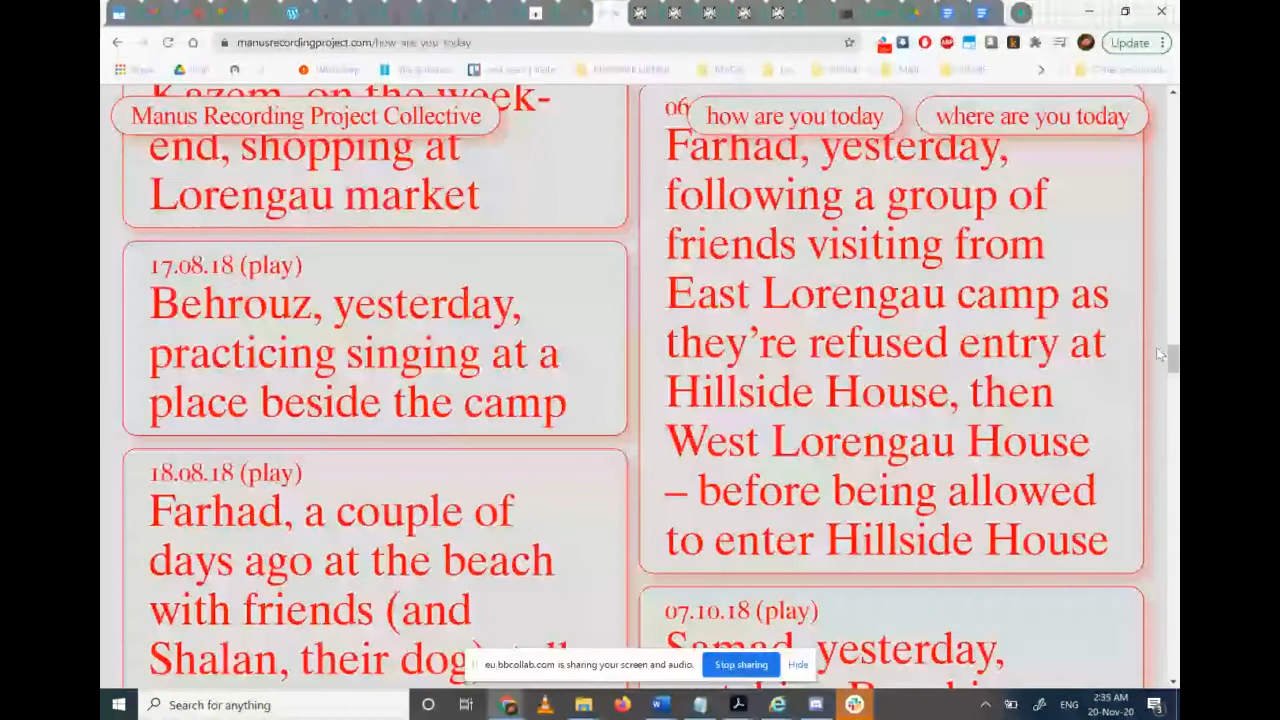 manusrecordingproject.com/how-are-you-today
Update
Manus Recording Project Collective
how are you today
where are you today
Kazem, on the week-
end, shopping at
Lorengau market
17.08.18 (play)
Behrouz, yesterday,
practicing singing at a
place beside the camp
18.08.18 (play)
Farhad, a couple of
days ago at the beach
with friends (and
Shalan, their dog)
06
Farhad, yesterday,
following a group of
friends visiting from
East Lorengau camp as
they’re refused entry at
Hillside House, then
West Lorengau House
– before being allowed
to enter Hillside House
07.10.18 (play)
Samad, yesterday,
eu.bbcollab.com is sharing your screen and audio.
Stop sharing
Hide
Search for anything
ENG
2:35 AM
20-Nov-20